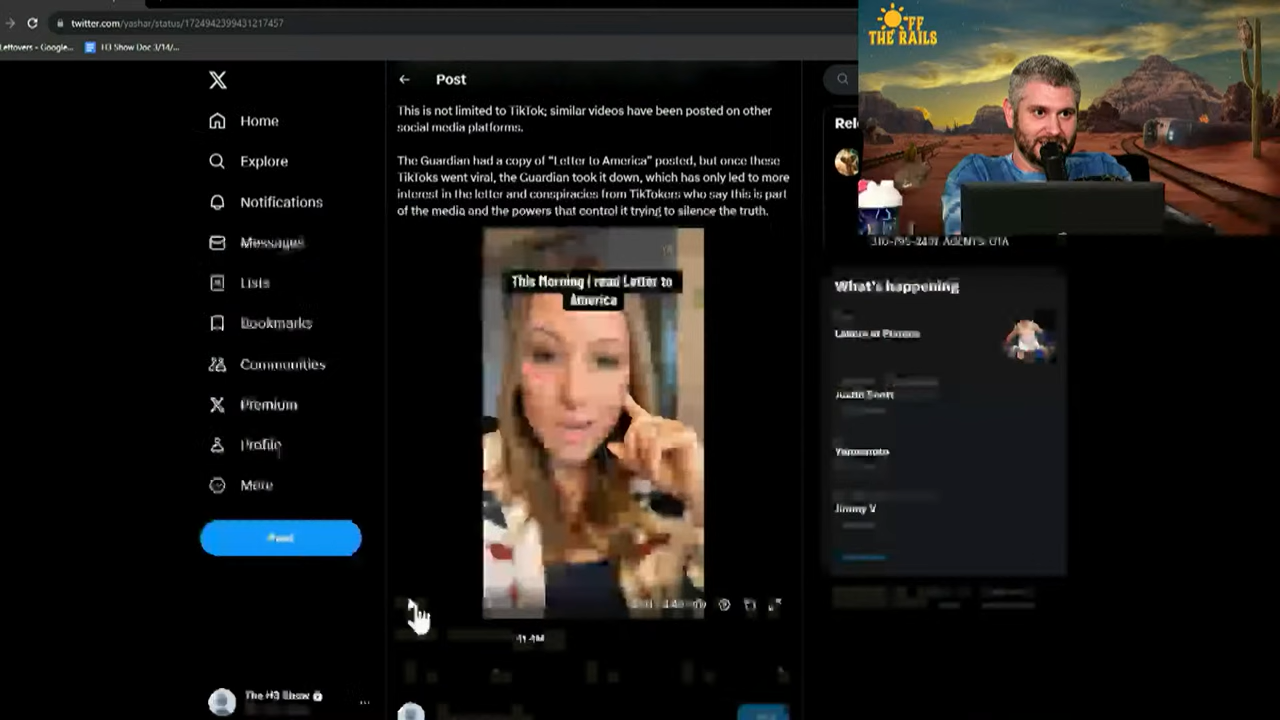 twitter.com/yashar/status/1724942399431217457
OFF
THE RAILS
Leftovers - Google...
H3 Show Doc 3/14/...
Post
This is not limited to TikTok; similar videos have been posted on other
social media platforms.
The Guardian had a copy of “Letter to America” posted, but once these
TikToks went viral, the Guardian took it down, which has only led to more
interest in the letter and conspiracies from TikTokers who say this is part
of the media and the powers that control it trying to silence the truth.
Home
Explore
Notifications
Messages
Lists
Bookmarks
Communities
Premium
Profile
More
Post
This Morning I read Letter to
America
Rel
What's happening
Jimmy V
The H3 Show